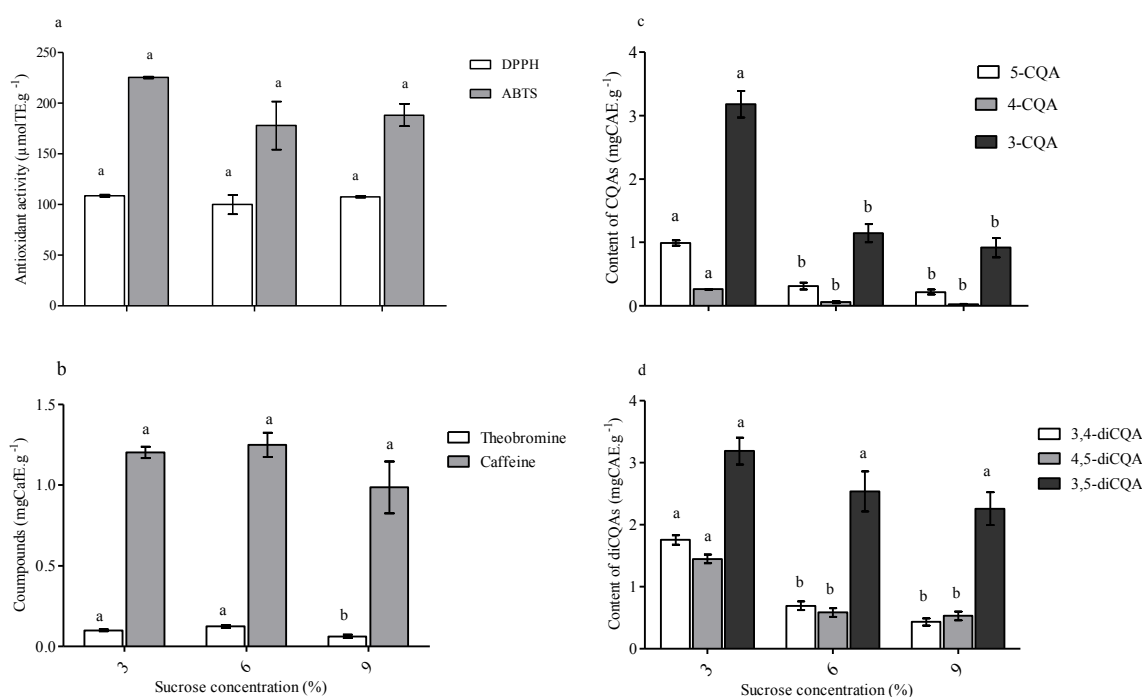 a
Antioxidant activity (µmolTE.g⁻¹)
250
200
150
100
50
0
a
a
a
a
a
a
DPPH
ABTS
c
Content of CQAs (mgCAE.g⁻¹)
4
3
2
1
0
a
a
a
b
b
b
b
b
b
5-CQA
4-CQA
3-CQA
b
Coumpounds (mgCafE.g⁻¹)
1.5
1.0
0.5
0.0
a
a
a
a
b
a
Theobromine
Caffeine
3
6
9
Sucrose concentration (%)
d
Content of diCQAs (mgCAE.g⁻¹)
4
3
2
1
0
a
a
a
b
b
a
b
b
a
3,4-diCQA
4,5-diCQA
3,5-diCQA
3
6
9
Sucrose concentration (%)